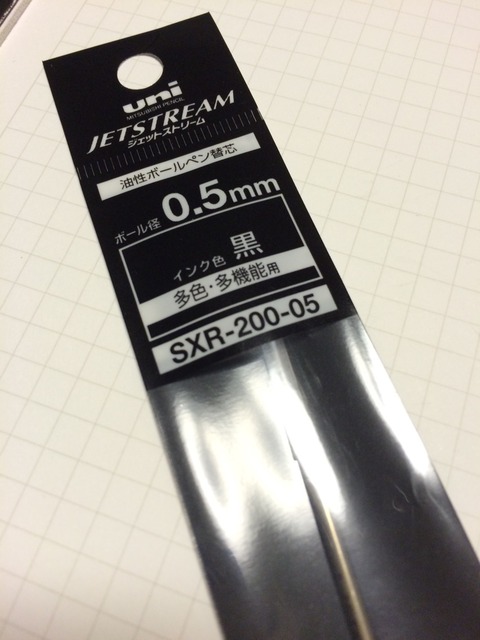 uni
MITSUBISHI PENCIL
JETSTREAM
ジェットストリーム
油性ボールペン替芯
ボール径 0.5mm
インク色 黒
多色・多機能用
SXR-200-05